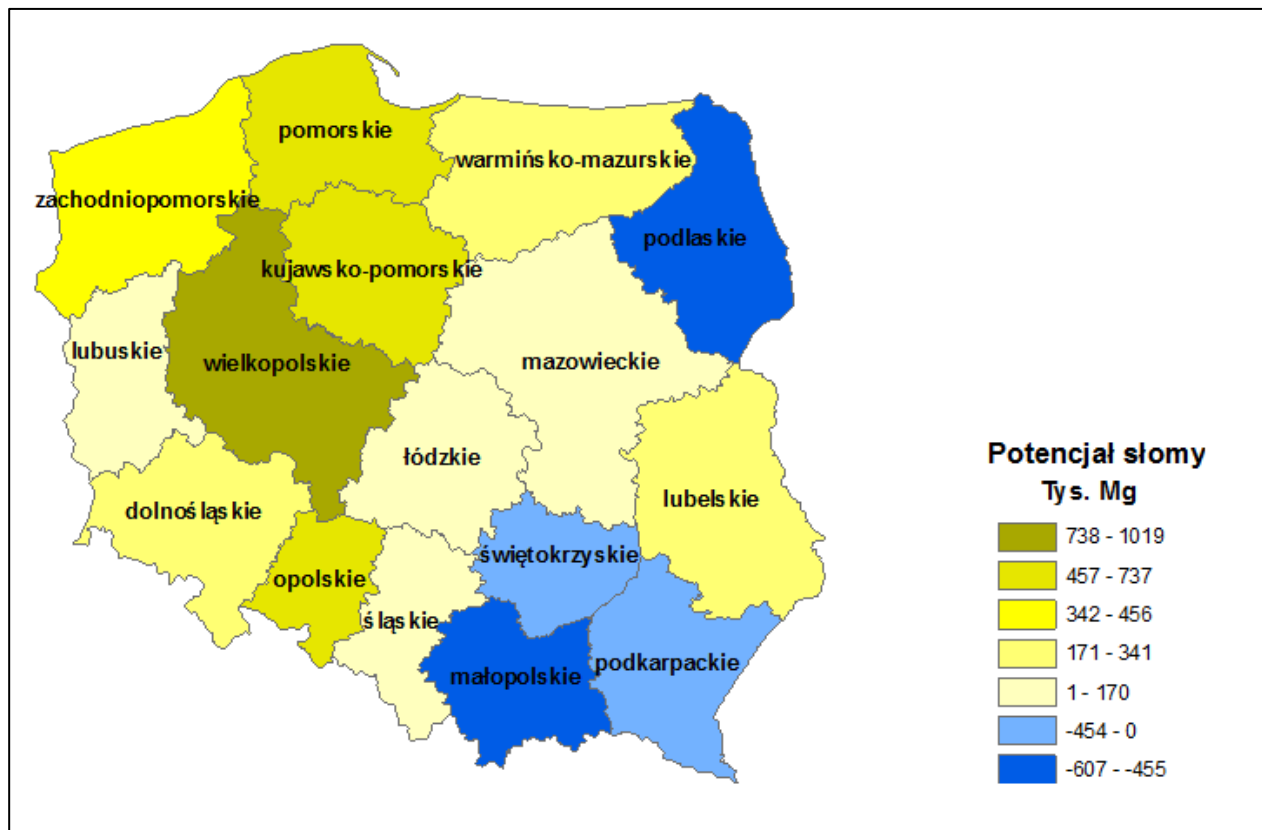 pomorskie
warmińsko-mazurskie
zachodniopomorskie
podlaskie
kujawsko-pomorskie
lubuskie
wielkopolskie
mazowieckie
łódzkie
lubelskie
dolnośląskie
świętokrzyskie
opolskie
śląskie
podkarpackie
małopolskie
Potencjał słomy
Tys. Mg
738 - 1019
457 - 737
342 - 456
171 - 341
1 - 170
-454 - 0
-607 - -455